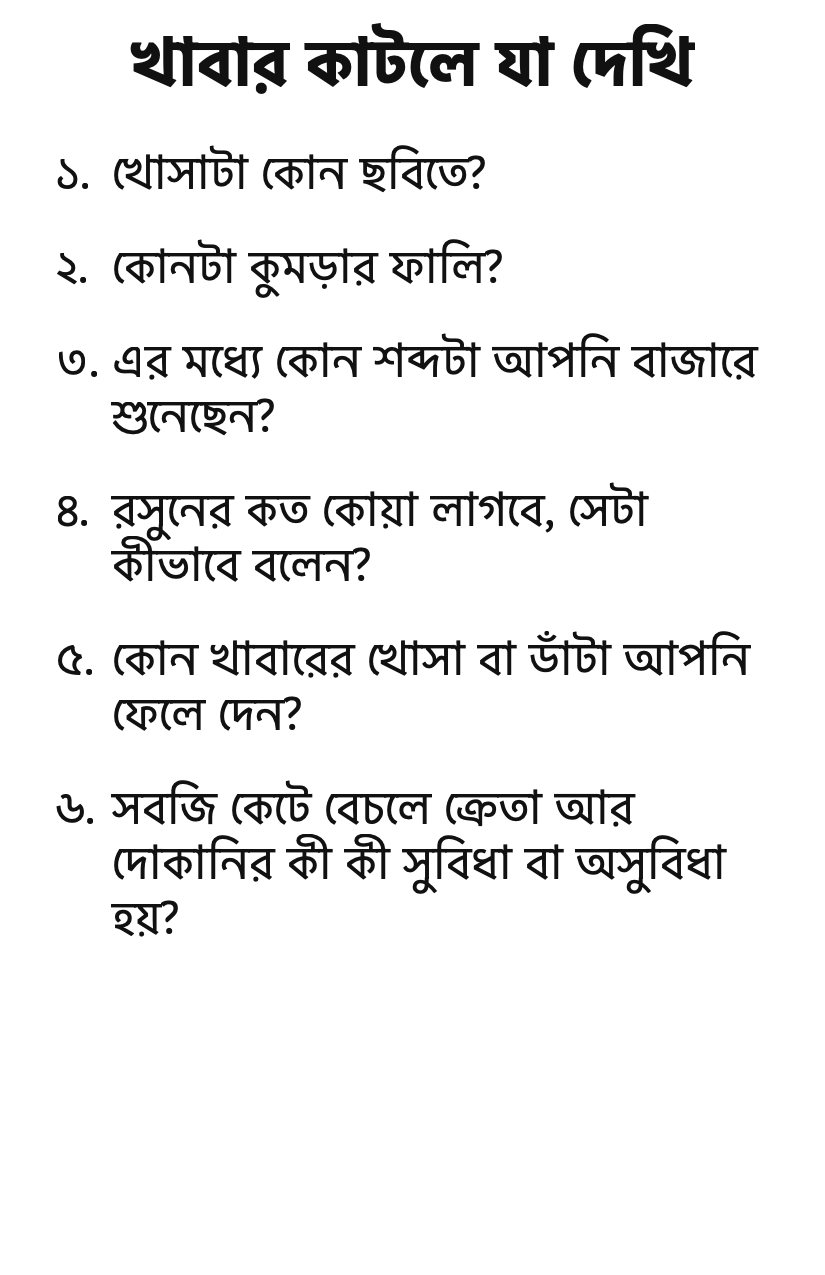 খাবার কাটলে যা দেখি
১. খোসাটা কোন ছবিতে?
২. কোনটা কুমড়ার ফালি?
৩. এর মধ্যে কোন শব্দটা আপনি বাজারে
শুনেছেন?
৪. রসুনের কত কোয়া লাগবে, সেটা
কীভাবে বলেন?
৫. কোন খাবারের খোসা বা ডাঁটা আপনি
ফেলে দেন?
৬. সবজি কেটে বেচলে ক্রেতা আর
দোকানির কী কী সুবিধা বা অসুবিধা
হয়?